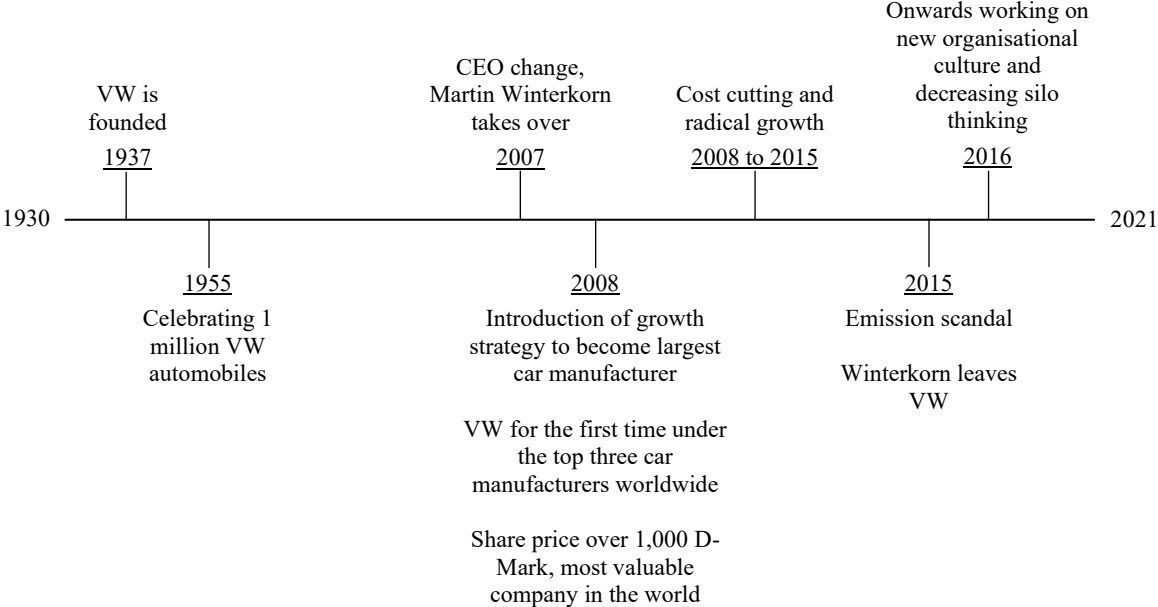 VW is
founded
1937
CEO change,
Martin Winterkorn
takes over
2007
Cost cutting and
radical growth
2008 to 2015
Onwards working on
new organisational
culture and
decreasing silo
thinking
2016
1930
2021
1955
Celebrating 1
million VW
automobiles
2008
Introduction of growth
strategy to become largest
car manufacturer
VW for the first time under
the top three car
manufacturers worldwide
Share price over 1,000 D-
Mark, most valuable
company in the world
2015
Emission scandal
Winterkorn leaves
VW